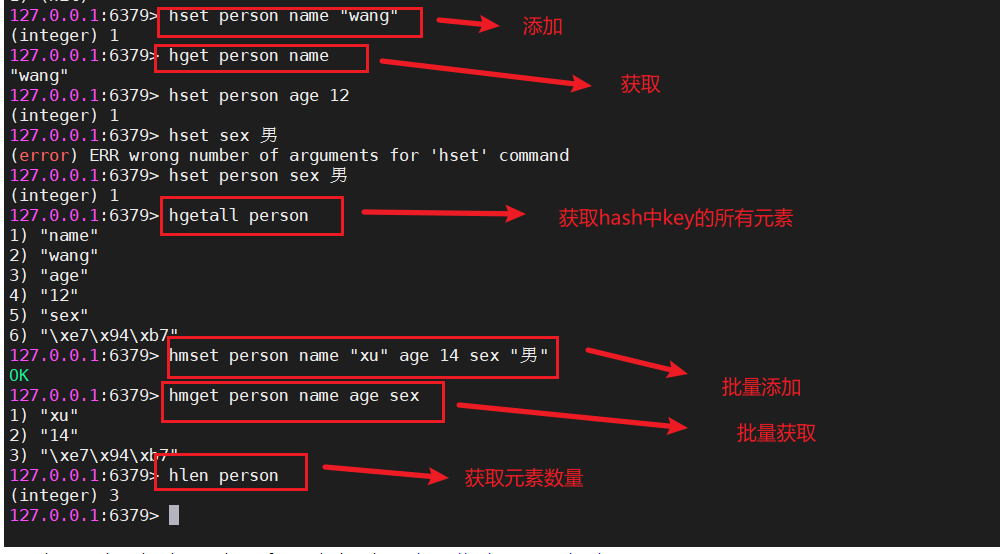 127.0.0.1:6379> hset person name "wang"
添加
(integer) 1
127.0.0.1:6379> hget person name
"wang"
获取
127.0.0.1:6379> hset person age 12
(integer) 1
127.0.0.1:6379> hset sex 男
(error) ERR wrong number of arguments for 'hset' command
127.0.0.1:6379> hset person sex 男
(integer) 1
127.0.0.1:6379> hgetall person
获取hash中key的所有元素
1) "name"
2) "wang"
3) "age"
4) "12"
5) "sex"
6) "\xe7\x94\xb7"
127.0.0.1:6379> hmset person name "xu" age 14 sex "男"
OK
批量添加
127.0.0.1:6379> hmget person name age sex
1) "xu"
2) "14"
批量获取
3) "\xe7\x94\xb7"
127.0.0.1:6379> hlen person
获取元素数量
(integer) 3
127.0.0.1:6379>